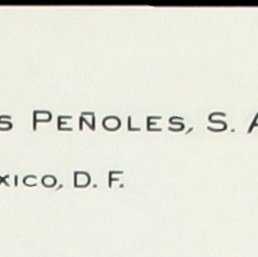 S PEÑOLES, S. A
XICO, D. F.